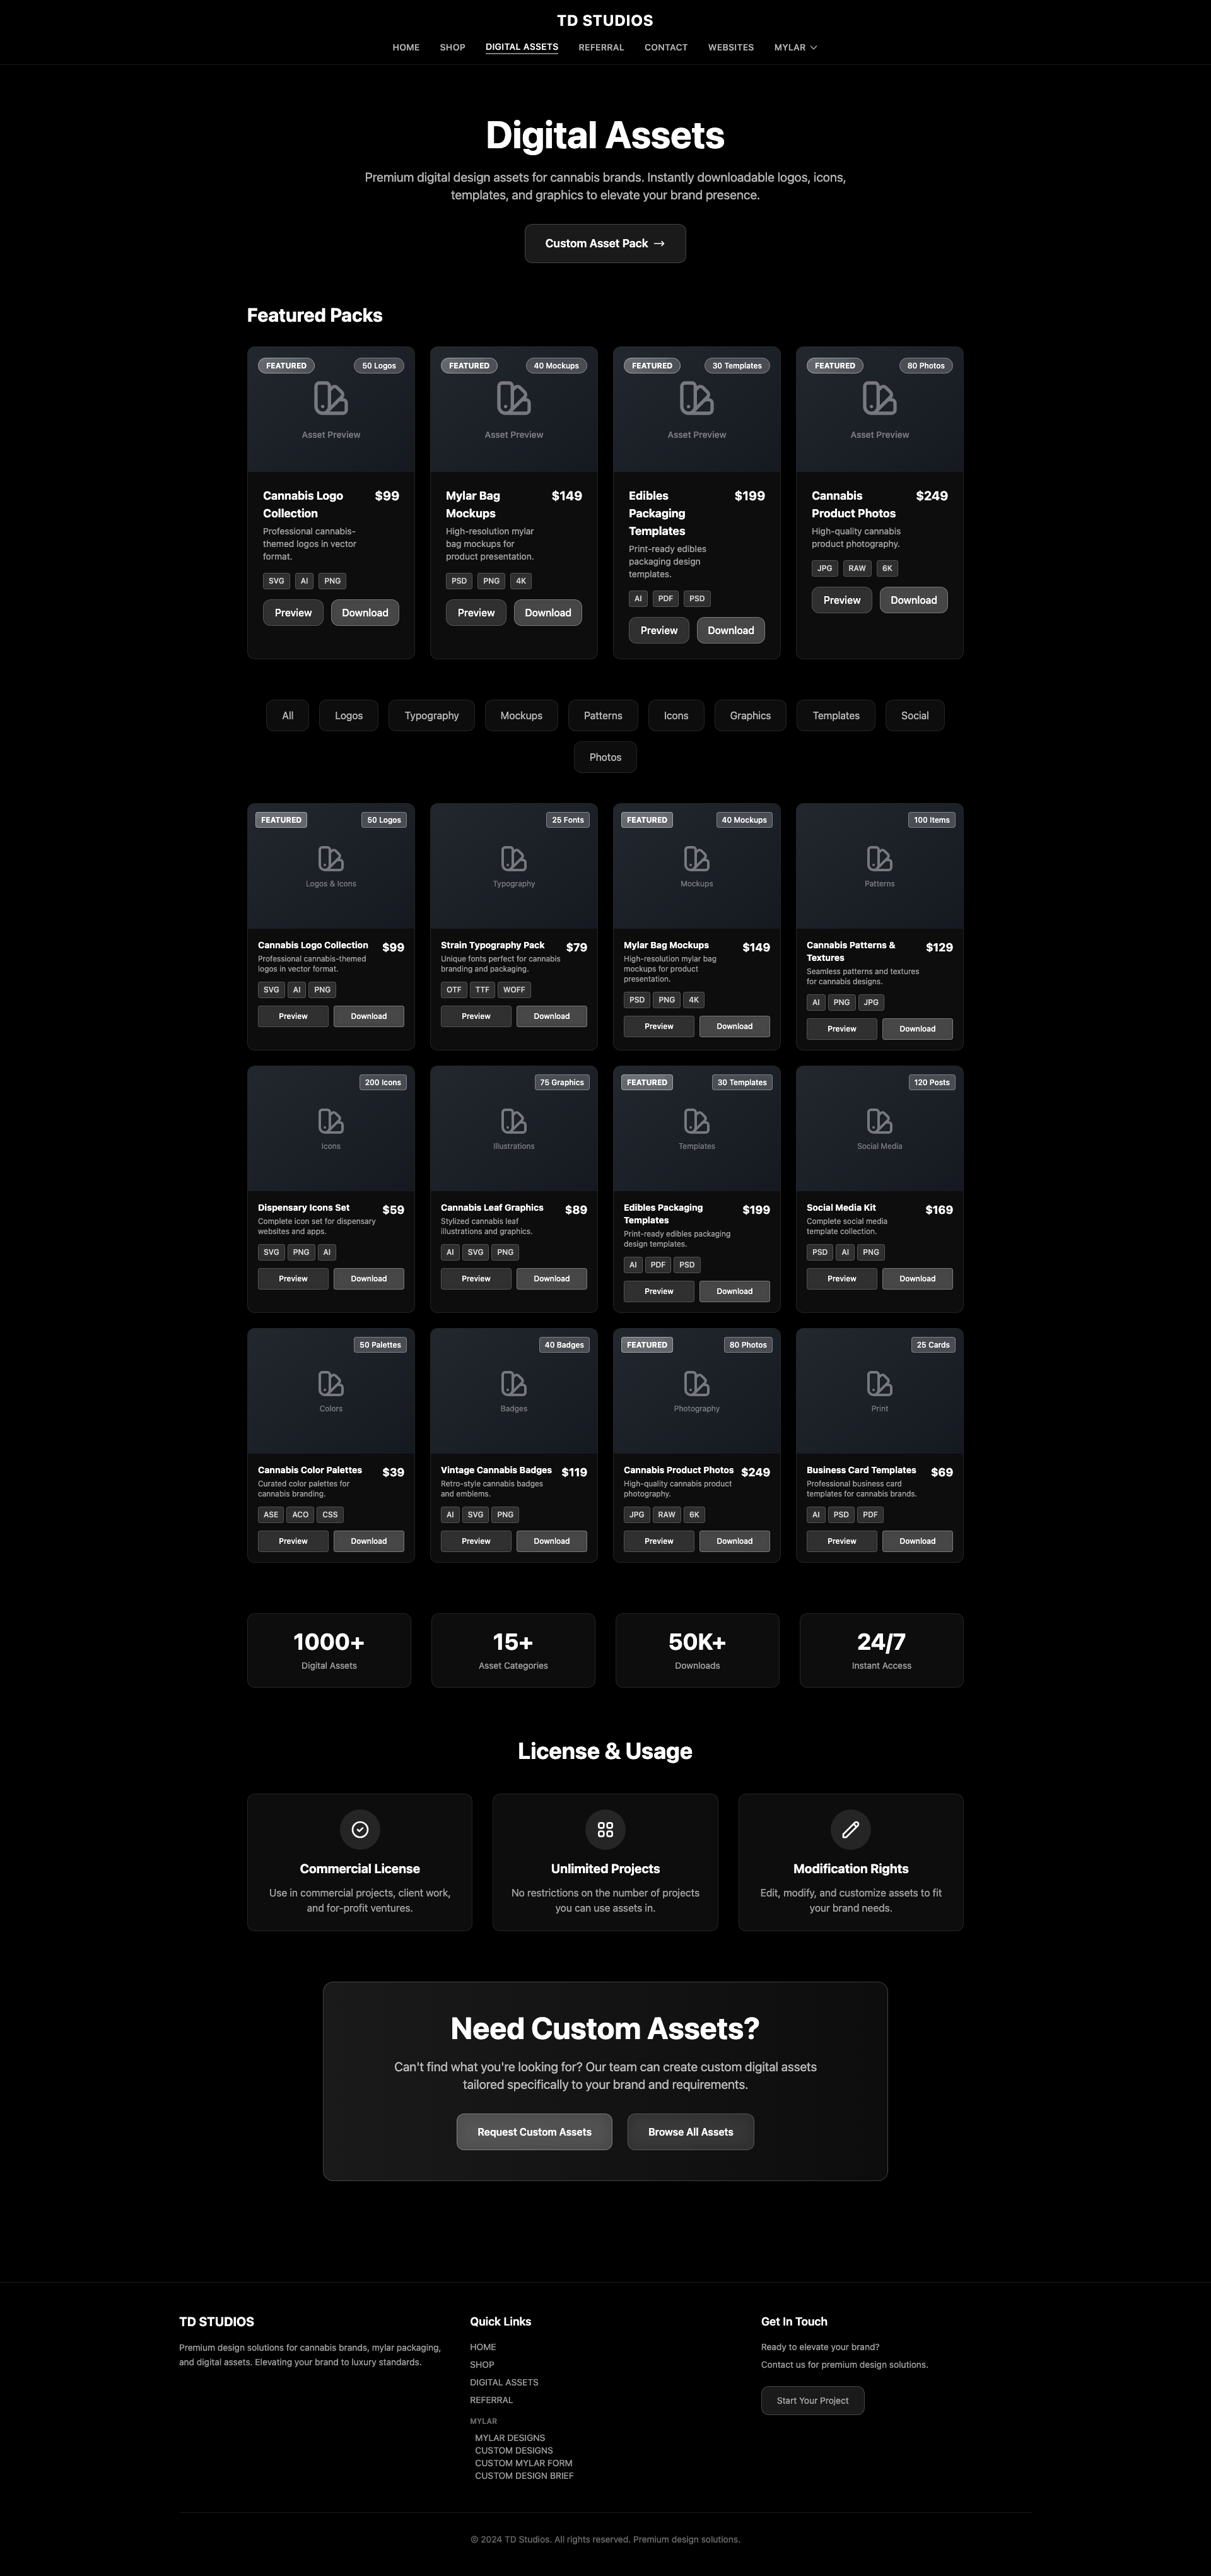 TD STUDIOS
HOME SHOP DIGITAL ASSETS REFERRAL CONTACT WEBSITES MYLAR
Digital Assets
Premium digital design assets for cannabis brands. Instantly downloadable logos, icons,
templates, and graphics to elevate your brand presence.
Custom Asset Pack →
Featured Packs
FEATURED
50 Logos
Asset Preview
Cannabis Logo
Collection
$99
Professional cannabis-
themed logos in vector
format.
SVG AI PNG
Preview Download
FEATURED
40 Mockups
Asset Preview
Mylar Bag
Mockups
$149
High-resolution mylar
bag mockups for
product presentation.
PSD PNG 4K
Preview Download
FEATURED
30 Templates
Asset Preview
Edibles
Packaging
Templates
$199
Print-ready edibles
packaging design
templates.
AI PDF PSD
Preview Download
FEATURED
80 Photos
Asset Preview
Cannabis
Product Photos
$249
High-quality cannabis
product photography.
JPG RAW 6K
Preview Download
All Logos Typography Mockups Patterns Icons Graphics Templates Social
Photos
FEATURED
50 Logos
Logos & Icons
Cannabis Logo Collection $99
Professional cannabis-themed
logos in vector format.
SVG AI PNG
Preview Download
25 Fonts
Typography
Strain Typography Pack $79
Unique fonts perfect for cannabis
branding and packaging.
OTF TTF WOFF
Preview Download
FEATURED
40 Mockups
Mockups
Mylar Bag Mockups $149
High-resolution mylar bag
mockups for product
presentation.
PSD PNG 4K
Preview Download
100 Items
Patterns
Cannabis Patterns &
Textures
$129
Seamless patterns and textures
for cannabis designs.
AI PNG JPG
Preview Download
200 Icons
Icons
Dispensary Icons Set $59
Complete icon set for dispensary
websites and apps.
SVG PNG AI
Preview Download
75 Graphics
Illustrations
Cannabis Leaf Graphics $89
Stylized cannabis leaf
illustrations and graphics.
AI SVG PNG
Preview Download
FEATURED
30 Templates
Templates
Edibles Packaging
Templates
$199
Print-ready edibles packaging
design templates.
AI PDF PSD
Preview Download
120 Posts
Social Media
Social Media Kit $169
Complete social media
template collection.
PSD AI PNG
Preview Download
50 Palettes
Colors
Cannabis Color Palettes $39
Curated color palettes for
cannabis branding.
ASE ACO CSS
Preview Download
40 Badges
Badges
Vintage Cannabis Badges $119
Retro-style cannabis badges
and emblems.
AI SVG PNG
Preview Download
FEATURED
80 Photos
Photography
Cannabis Product Photos $249
High-quality cannabis product
photography.
JPG RAW 6K
Preview Download
25 Cards
Print
Business Card Templates $69
Professional business card
templates for cannabis brands.
AI PSD PDF
Preview Download
1000+
Digital Assets
15+
Asset Categories
50K+
Downloads
24/7
Instant Access
License & Usage
Commercial License
Use in commercial projects, client work,
and for-profit ventures.
Unlimited Projects
No restrictions on the number of projects
you can use assets in.
Modification Rights
Edit, modify, and customize assets to fit
your brand needs.
Need Custom Assets?
Can't find what you're looking for? Our team can create custom digital assets
tailored specifically to your brand and requirements.
Request Custom Assets Browse All Assets
TD STUDIOS
Premium design solutions for cannabis brands, mylar packaging,
and digital assets. Elevating your brand to luxury standards.
Quick Links
HOME
SHOP
DIGITAL ASSETS
REFERRAL
MYLAR
MYLAR DESIGNS
CUSTOM DESIGNS
CUSTOM MYLAR FORM
CUSTOM DESIGN BRIEF
Get In Touch
Ready to elevate your brand?
Contact us for premium design solutions.
Start Your Project
© 2024 TD Studios. All rights reserved. Premium design solutions.